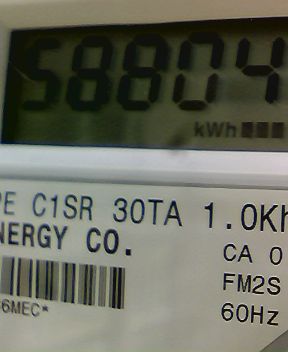 58804
kWh
PE C1SR 30TA 1.0Kh
NERGY CO.
CA 0
FM2S
6MEC*
60Hz